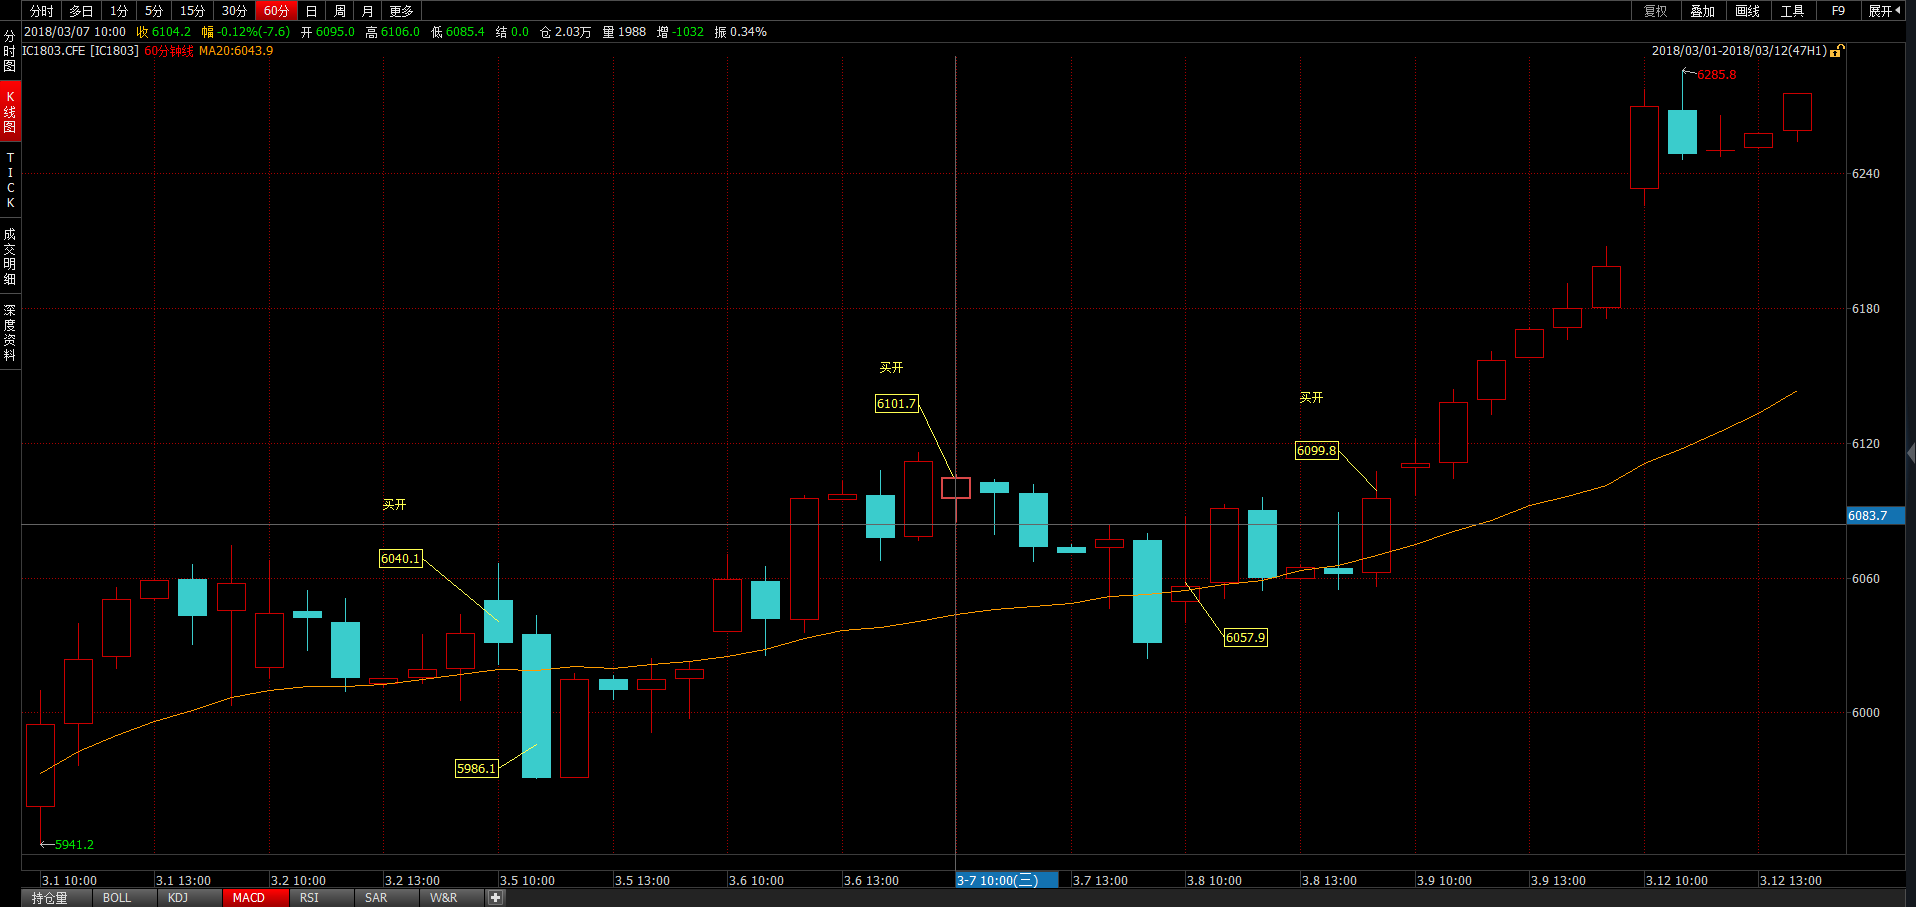 分时 多日 1分 5分 15分 30分 60分 日 周 月 更多 复权 叠加 画线 工具 F9 展开
2018/03/07 10:00 收 6104.2 幅 -0.12%(-7.6) 开 6095.0 高 6106.0 低 6085.4 结 0.0 仓 2.03万 量 1988 增 -1032 振 0.34%
IC1803.CFE [IC1803] 60分钟线 MA20:6043.9 2018/03/01-2018/03/12(47H1)
分时图
K线图
TICK
成交明细
深度资料
6285.8
6240
6180
买开
6101.7
买开
6120
6099.8
买开
6083.7
6040.1
6060
6057.9
6000
5986.1
5941.2
3.1 10:00 3.1 13:00 3.2 10:00 3.2 13:00 3.5 10:00 3.5 13:00 3.6 10:00 3.6 13:00 3-7 10:00(三) 3.7 13:00 3.8 10:00 3.8 13:00 3.9 10:00 3.9 13:00 3.12 10:00 3.12 13:00
持仓量 BOLL KDJ MACD RSI SAR W&R